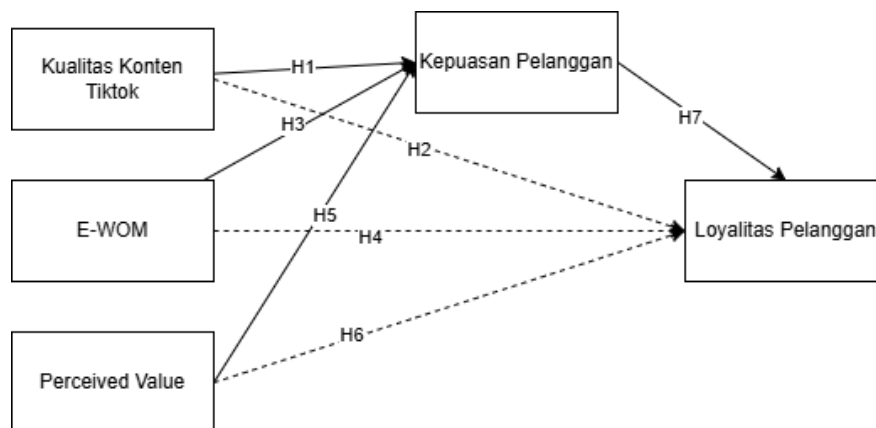 Kualitas Konten
Tiktok
H1
Kepuasan Pelanggan
H3
H2
H7
E-WOM
H5
H4
Loyalitas Pelanggan
H6
Perceived Value